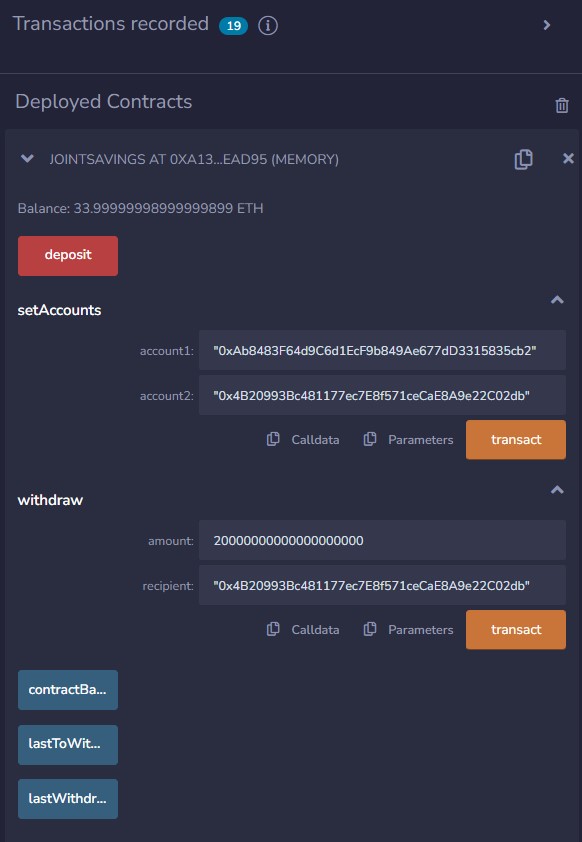 Transactions recorded 19 i
Deployed Contracts
JOINTSAVINGS AT 0XA13...EAD95 (MEMORY)
Balance: 33.99999998999999899 ETH
deposit
setAccounts
account1: "0xAb8483F64d9C6d1EcF9b849Ae677dD3315835cb2"
account2: "0x4B20993Bc481177ec7E8f571ceCaE8A9e22C02db"
Calldata Parameters transact
withdraw
amount: 20000000000000000000
recipient: "0x4B20993Bc481177ec7E8f571ceCaE8A9e22C02db"
Calldata Parameters transact
contractBa...
lastToWit...
lastWithdr...